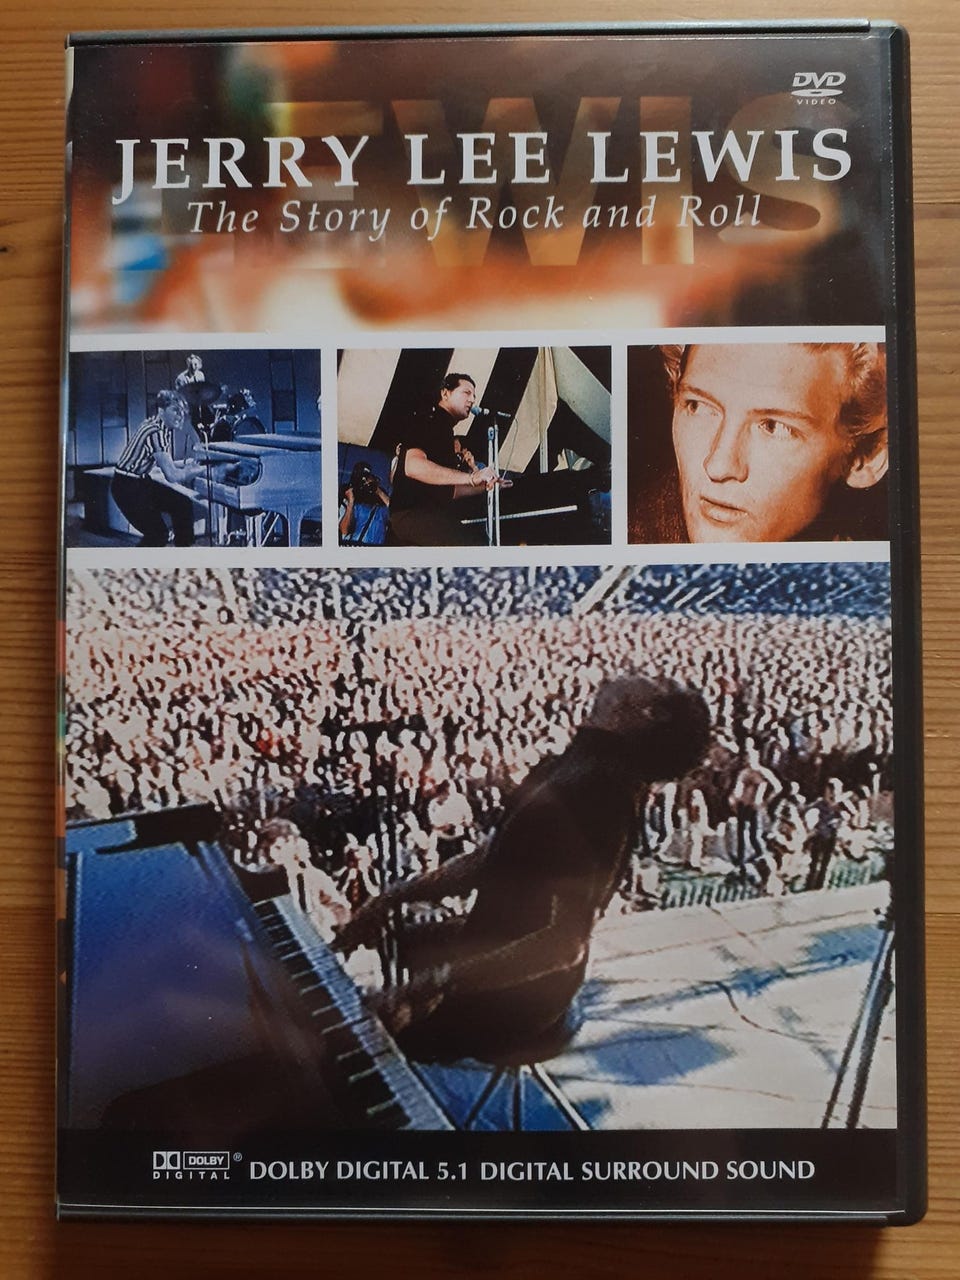 DVD
VIDEO
LEWIS
JERRY LEE LEWIS
The Story of Rock and Roll
DOLBY ®
DIGITAL
DOLBY DIGITAL 5.1 DIGITAL SURROUND SOUND